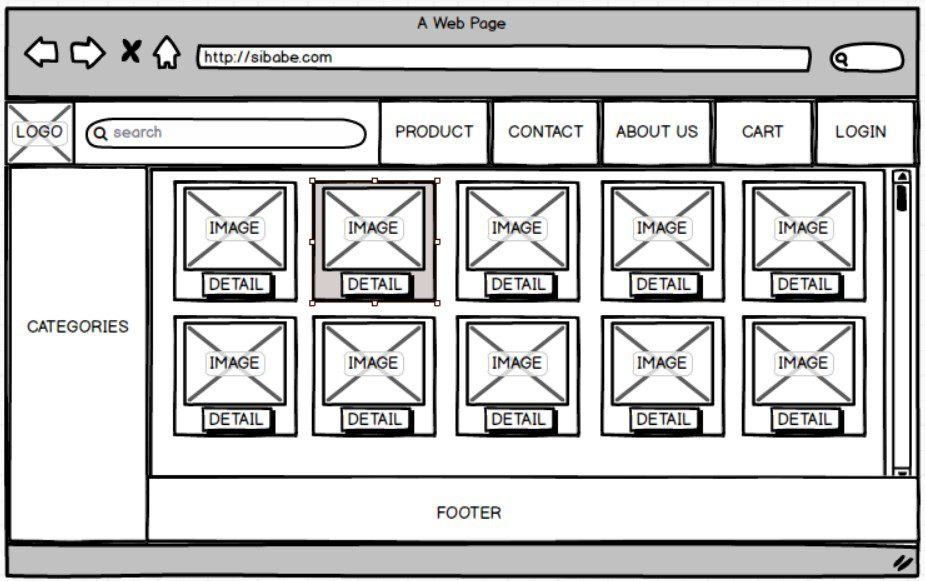 A Web Page
http://sibabe.com
LOGO
search
PRODUCT
CONTACT
ABOUT US
CART
LOGIN
IMAGE
IMAGE
IMAGE
IMAGE
IMAGE
DETAIL
DETAIL
DETAIL
DETAIL
DETAIL
CATEGORIES
IMAGE
IMAGE
IMAGE
IMAGE
IMAGE
DETAIL
DETAIL
DETAIL
DETAIL
DETAIL
FOOTER